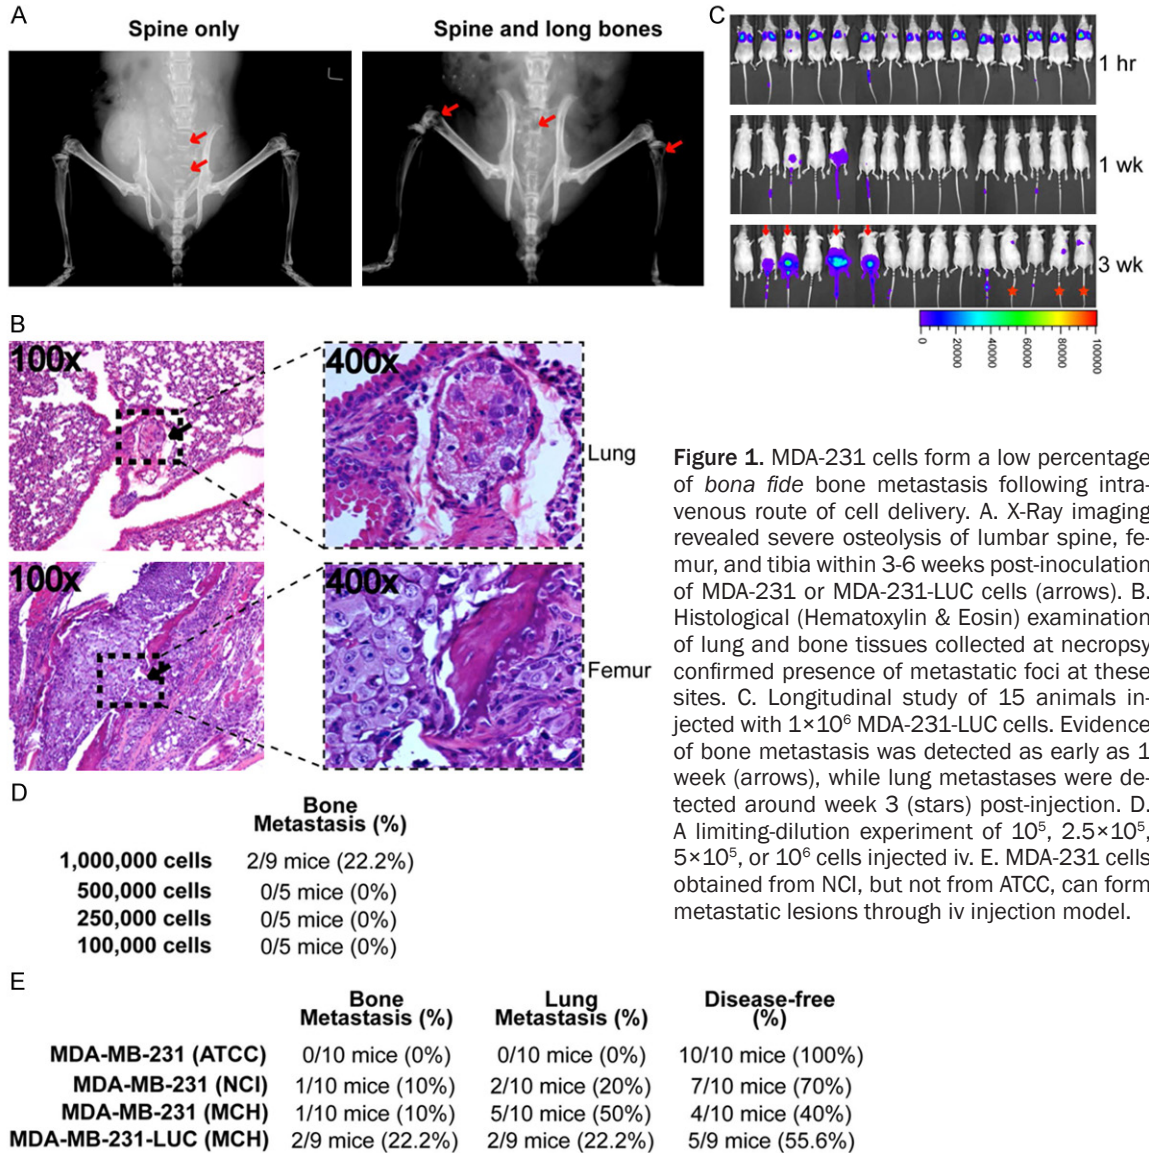 A
Spine only
Spine and long bones
L
C
1 hr
1 wk
3 wk
0
20000
40000
60000
80000
100000
B
100x
400x
Lung
100x
400x
Femur
Figure 1. MDA-231 cells form a low percentage
of bona fide bone metastasis following intra-
venous route of cell delivery. A. X-Ray imaging
revealed severe osteolysis of lumbar spine, fe-
mur, and tibia within 3-6 weeks post-inoculation
of MDA-231 or MDA-231-LUC cells (arrows). B.
Histological (Hematoxylin & Eosin) examination
of lung and bone tissues collected at necropsy
confirmed presence of metastatic foci at these
sites. C. Longitudinal study of 15 animals in-
jected with 1×10⁶ MDA-231-LUC cells. Evidence
of bone metastasis was detected as early as 1
week (arrows), while lung metastases were de-
tected around week 3 (stars) post-injection. D.
A limiting-dilution experiment of 10⁵, 2.5×10⁵,
5×10⁵, or 10⁶ cells injected iv. E. MDA-231 cells
obtained from NCI, but not from ATCC, can form
metastatic lesions through iv injection model.
D
Bone
Metastasis (%)
1,000,000 cells 2/9 mice (22.2%)
500,000 cells 0/5 mice (0%)
250,000 cells 0/5 mice (0%)
100,000 cells 0/5 mice (0%)
E
Bone Lung Disease-free
Metastasis (%) Metastasis (%) (%)
MDA-MB-231 (ATCC) 0/10 mice (0%) 0/10 mice (0%) 10/10 mice (100%)
MDA-MB-231 (NCI) 1/10 mice (10%) 2/10 mice (20%) 7/10 mice (70%)
MDA-MB-231 (MCH) 1/10 mice (10%) 5/10 mice (50%) 4/10 mice (40%)
MDA-MB-231-LUC (MCH) 2/9 mice (22.2%) 2/9 mice (22.2%) 5/9 mice (55.6%)